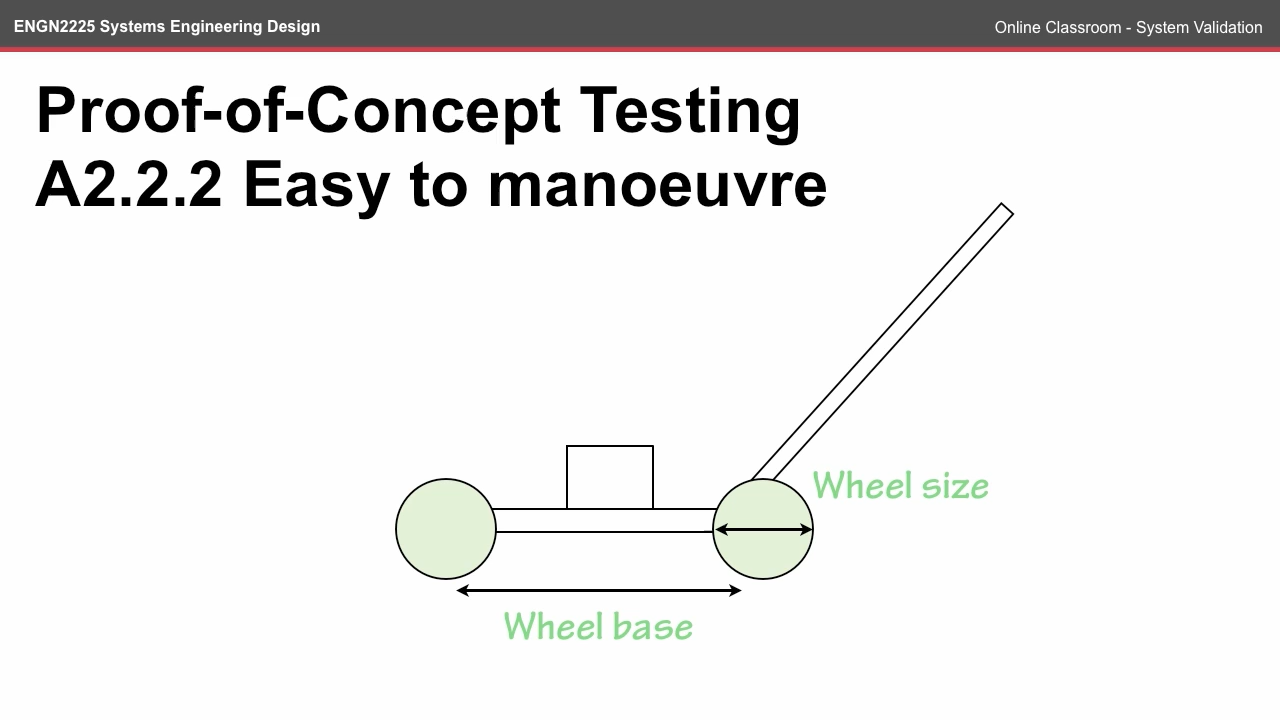 ENGN2225 Systems Engineering Design
Online Classroom - System Validation
Proof-of-Concept Testing
A2.2.2 Easy to manoeuvre
Wheel size
Wheel base